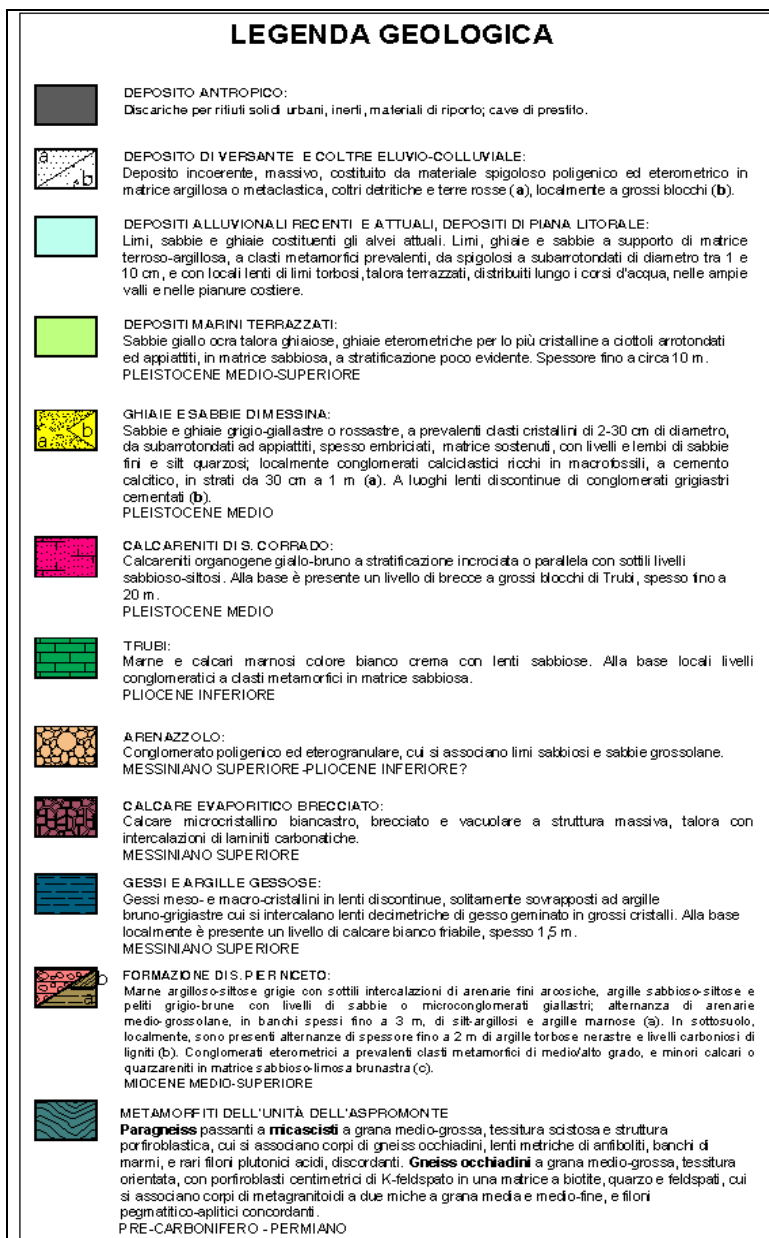 LEGENDA GEOLOGICA
DEPOSITO ANTROPICO:
Discariche per rifiuti solidi urbani, inerti, materiali di riporto; cave di prestito.
a
b
DEPOSITO DI VERSANTE E COLTRE ELUVIO-COLLUVIALE:
Deposito incoerente, massivo, costituito da materiale spigoloso poligenico ed eterometrico in
matrice argillosa o metaclastica, coltri detritiche e terre rosse (a), localmente a grossi blocchi (b).
DEPOSITI ALLUVIONALI RECENTI E ATTUALI, DEPOSITI DI PIANA LITORALE:
Limi, sabbie e ghiaie costituenti gli alvei attuali. Limi, ghiaie e sabbie a supporto di matrice
terroso-argillosa, a clasti metamorfici prevalenti, da spigolosi a subarrotondati di diametro tra 1 e
10 cm, e con locali lenti di limi torbosi, talora terrazzati, distribuiti lungo i corsi d'acqua, nelle ampie
valli e nelle pianure costiere.
DEPOSITI MARINI TERRAZZATI:
Sabbie giallo ocra talora ghiaiose, ghiaie eterometriche per lo più cristalline a ciottoli arrotondati
ed appiattiti, in matrice sabbiosa, a stratificazione poco evidente. Spessore fino a circa 10 m.
PLEISTOCENE MEDIO-SUPERIORE
a
b
GHIAIE E SABBIE DI MESSINA:
Sabbie e ghiaie grigio-giallastre o rossastre, a prevalenti clasti cristallini di 2-30 cm di diametro,
da subarrotondati ad appiattiti, spesso embriciati, matrice sostenuti, con livelli e lembi di sabbie
fini e silt quarzosi; localmente conglomerati calciclastici ricchi in macrofossili, a cemento
calcitico, in strati da 30 cm a 1 m (a). A luoghi lenti discontinue di conglomerati grigiastri
cementati (b).
PLEISTOCENE MEDIO
CALCARENITI DI S. CORRADO:
Calcareniti organogene giallo-bruno a stratificazione incrociata o parallela con sottili livelli
sabbioso-siltosi. Alla base è presente un livello di brecce a grossi blocchi di Trubi, spesso fino a
20 m.
PLEISTOCENE MEDIO
TRUBI:
Marne e calcari marnosi colore bianco crema con lenti sabbiose. Alla base locali livelli
conglomeratici a clasti metamorfici in matrice sabbiosa.
PLIOCENE INFERIORE
ARENAZZOLO:
Conglomerato poligenico ed eterogranulare, cui si associano limi sabbiosi e sabbie grossolane.
MESSINIANO SUPERIORE-PLIOCENE INFERIORE?
CALCARE EVAPORITICO BRECCIATO:
Calcare microcristallino biancastro, brecciato e vacuolare a struttura massiva, talora con
intercalazioni di laminiti carbonatiche.
MESSINIANO SUPERIORE
GESSI E ARGILLE GESSOSE:
Gessi meso- e macro-cristallini in lenti discontinue, solitamente sovrapposti ad argille
bruno-grigiastre cui si intercalano lenti decimetriche di gesso geminato in grossi cristalli. Alla base
localmente è presente un livello di calcare bianco friabile, spesso 1,5 m.
MESSINIANO SUPERIORE
b
a
FORMAZIONE DI S. PIER NICETO:
Marne argilloso-siltose grigie con sottili intercalazioni di arenarie fini arcosiche, argille sabbioso-siltose e
peliti grigio-brune con livelli di sabbie o microconglomerati giallastri; alternanza di arenarie
medio-grossolane, in banchi spessi fino a 3 m, di silt-argillosi e argille marnose (a). In sottosuolo,
localmente, sono presenti alternanze di spessore fino a 2 m di argille torbose nerastre e livelli carboniosi di
ligniti (b). Conglomerati eterometrici a prevalenti clasti metamorfici di medio/alto grado, e minori calcari o
quarzareniti in matrice sabbioso-limosa brunastra (c).
MIOCENE MEDIO-SUPERIORE
METAMORFITI DELL'UNITÀ DELL'ASPROMONTE
Paragneiss passanti a micascisti a grana medio-grossa, tessitura scistosa e struttura
porfiroblastica, cui si associano corpi di gneiss occhiadini, lenti metriche di anfiboliti, banchi di
marmi, e rari filoni plutonici acidi, discordanti. Gneiss occhiadini a grana medio-grossa, tessitura
orientata, con porfiroblasti centimetrici di K-feldspato in una matrice a biotite, quarzo e feldspati, cui
si associano corpi di metagranitoidi a due miche a grana media e medio-fine, e filoni
pegmatitico-aplitici concordanti.
PRE-CARBONIFERO - PERMIANO